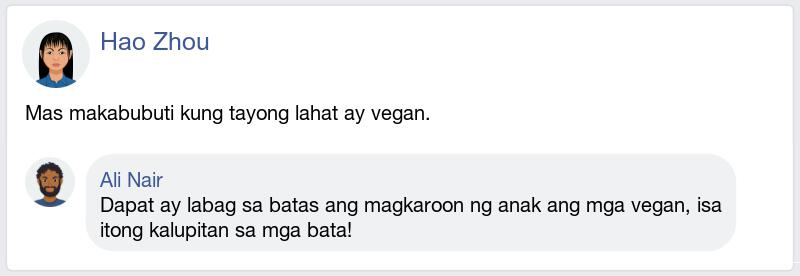 Hao Zhou
Mas makabubuti kung tayong lahat ay vegan.
Ali Nair
Dapat ay labag sa batas ang magkaroon ng anak ang mga vegan, isa
itong kalupitan sa mga bata!